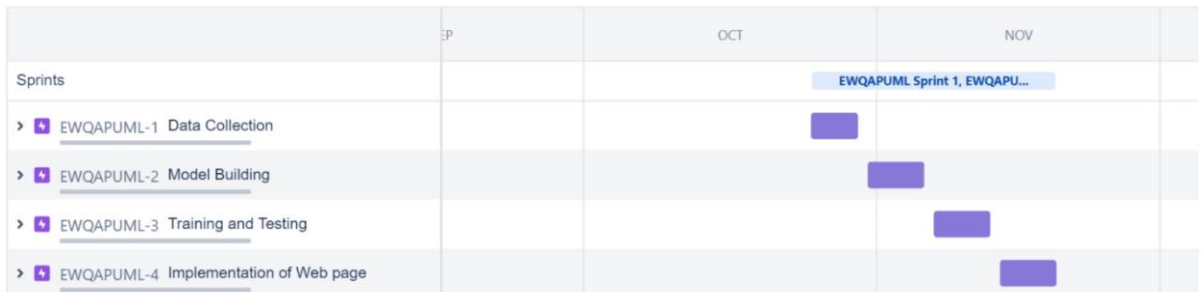 EP OCT NOV
Sprints EWQAPUML Sprint 1, EWQAPU...
EWQAPUML-1 Data Collection
EWQAPUML-2 Model Building
EWQAPUML-3 Training and Testing
EWQAPUML-4 Implementation of Web page